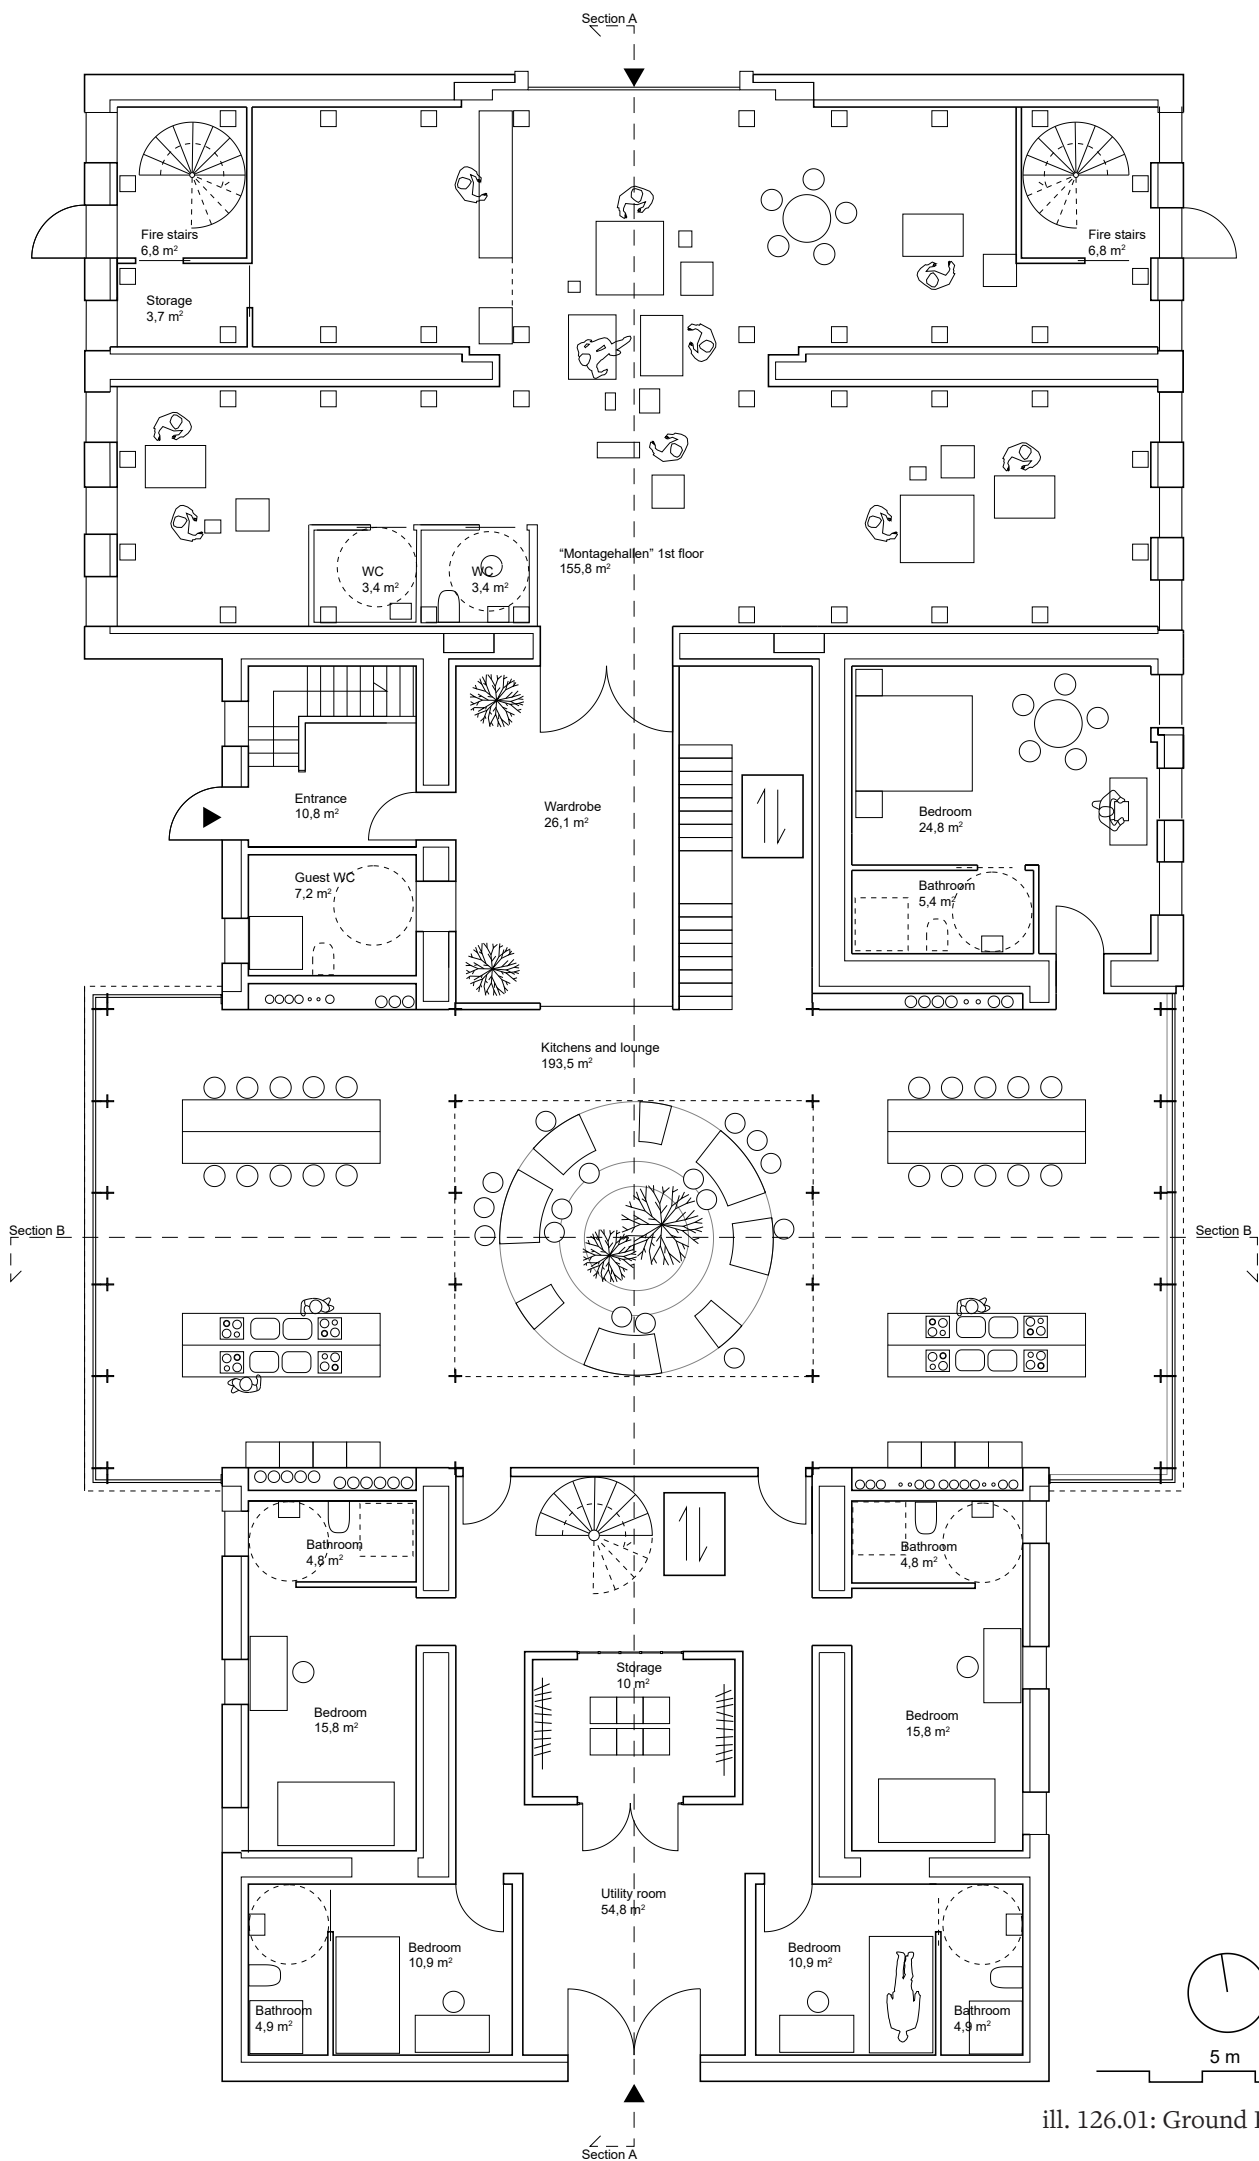 Section A
Fire stairs
6,8 m²
Fire stairs
6,8 m²
Storage
3,7 m²
"Montagehallen" 1st floor
155,8 m²
WC
3,4 m²
WC
3,4 m²
Entrance
10,8 m²
Wardrobe
26,1 m²
Bedroom
24,8 m²
Guest WC
7,2 m²
Bathroom
5,4 m²
Kitchens and lounge
193,5 m²
Section B
Section B
Bathroom
4,8 m²
Bathroom
4,8 m²
Storage
10 m²
Bedroom
15,8 m²
Bedroom
15,8 m²
Utility room
54,8 m²
Bedroom
10,9 m²
Bedroom
10,9 m²
Bathroom
4,9 m²
Bathroom
4,9 m²
5 m
ill. 126.01: Ground
Section A